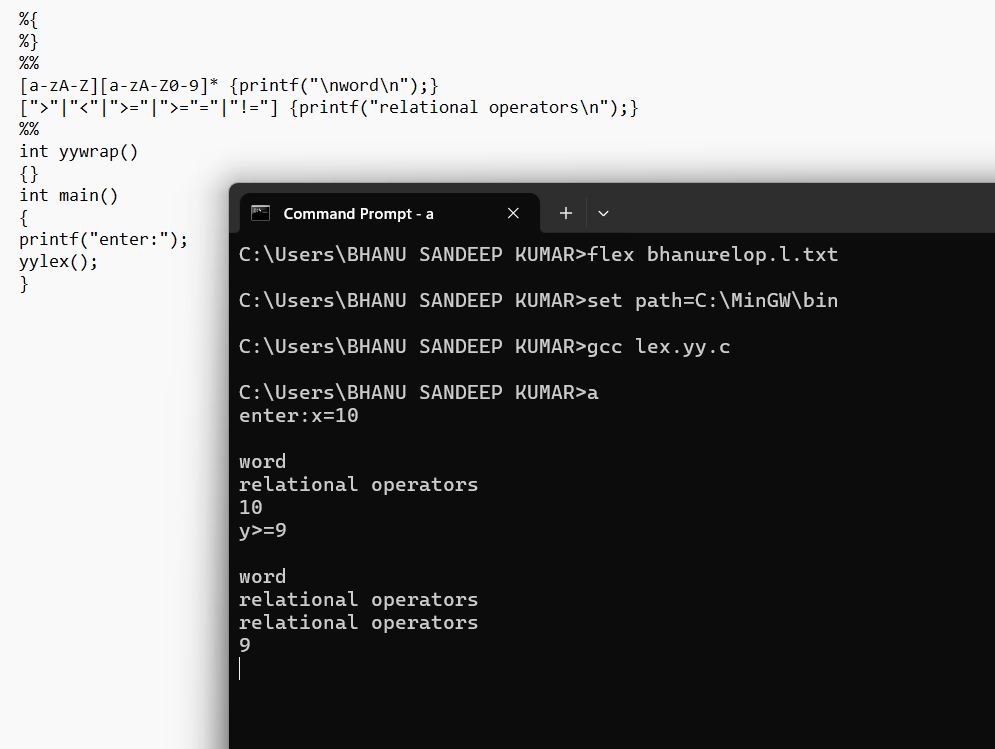 %{
%}
%%
[a-zA-Z][a-zA-Z0-9]* {printf("\nword\n");}
[">"|"<"|">="|">="="|"!="] {printf("relational operators\n");}
%%
int yywrap()
{}
int main()
{
printf("enter:");
yylex();
}
Command Prompt - a
C:\Users\BHANU SANDEEP KUMAR>flex bhanurelop.l.txt
C:\Users\BHANU SANDEEP KUMAR>set path=C:\MinGW\bin
C:\Users\BHANU SANDEEP KUMAR>gcc lex.yy.c
C:\Users\BHANU SANDEEP KUMAR>a
enter:x=10
word
relational operators
10
y>=9
word
relational operators
relational operators
9